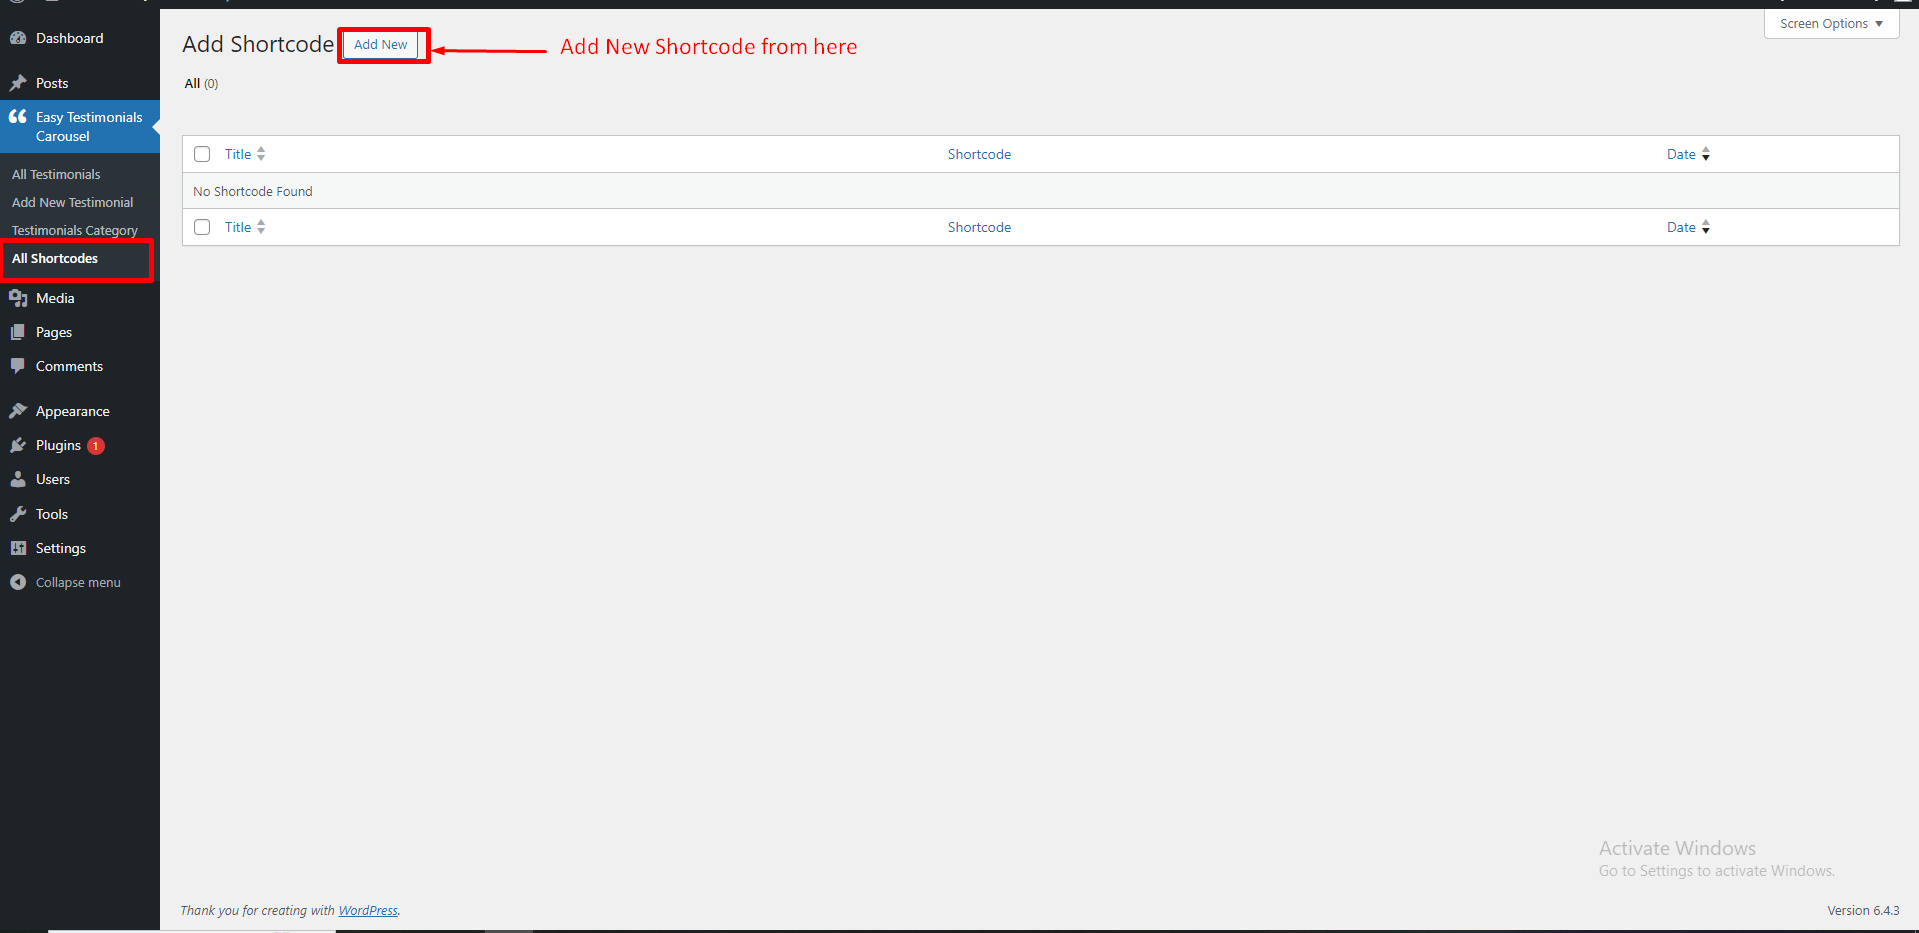 Dashboard
Posts
Easy Testimonials
Carousel
All Testimonials
Add New Testimonial
Testimonials Category
All Shortcodes
Media
Pages
Comments
Appearance
Plugins 1
Users
Tools
Settings
Collapse menu
Screen Options
Add Shortcode Add New Add New Shortcode from here
All (0)
Title Shortcode Date
No Shortcode Found
Title Shortcode Date
Activate Windows
Go to Settings to activate Windows.
Thank you for creating with WordPress. Version 6.4.3